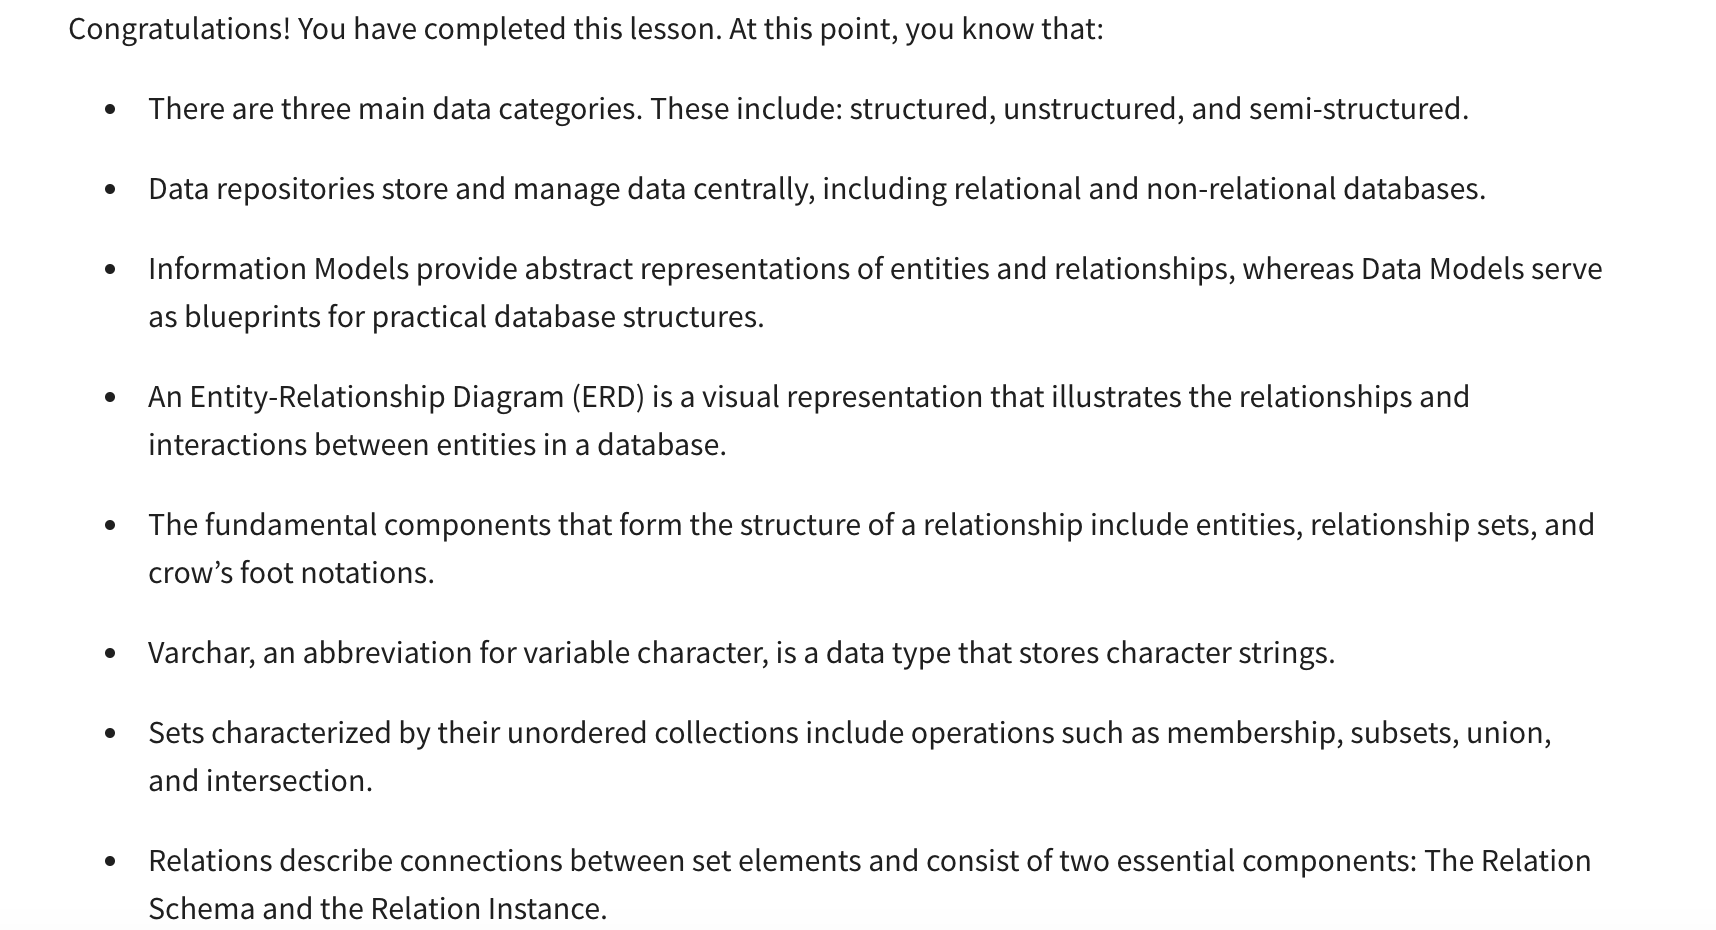 Congratulations! You have completed this lesson. At this point, you know that:
• There are three main data categories. These include: structured, unstructured, and semi-structured.
• Data repositories store and manage data centrally, including relational and non-relational databases.
• Information Models provide abstract representations of entities and relationships, whereas Data Models serve
as blueprints for practical database structures.
• An Entity-Relationship Diagram (ERD) is a visual representation that illustrates the relationships and
interactions between entities in a database.
• The fundamental components that form the structure of a relationship include entities, relationship sets, and
crow’s foot notations.
• Varchar, an abbreviation for variable character, is a data type that stores character strings.
• Sets characterized by their unordered collections include operations such as membership, subsets, union,
and intersection.
• Relations describe connections between set elements and consist of two essential components: The Relation
Schema and the Relation Instance.